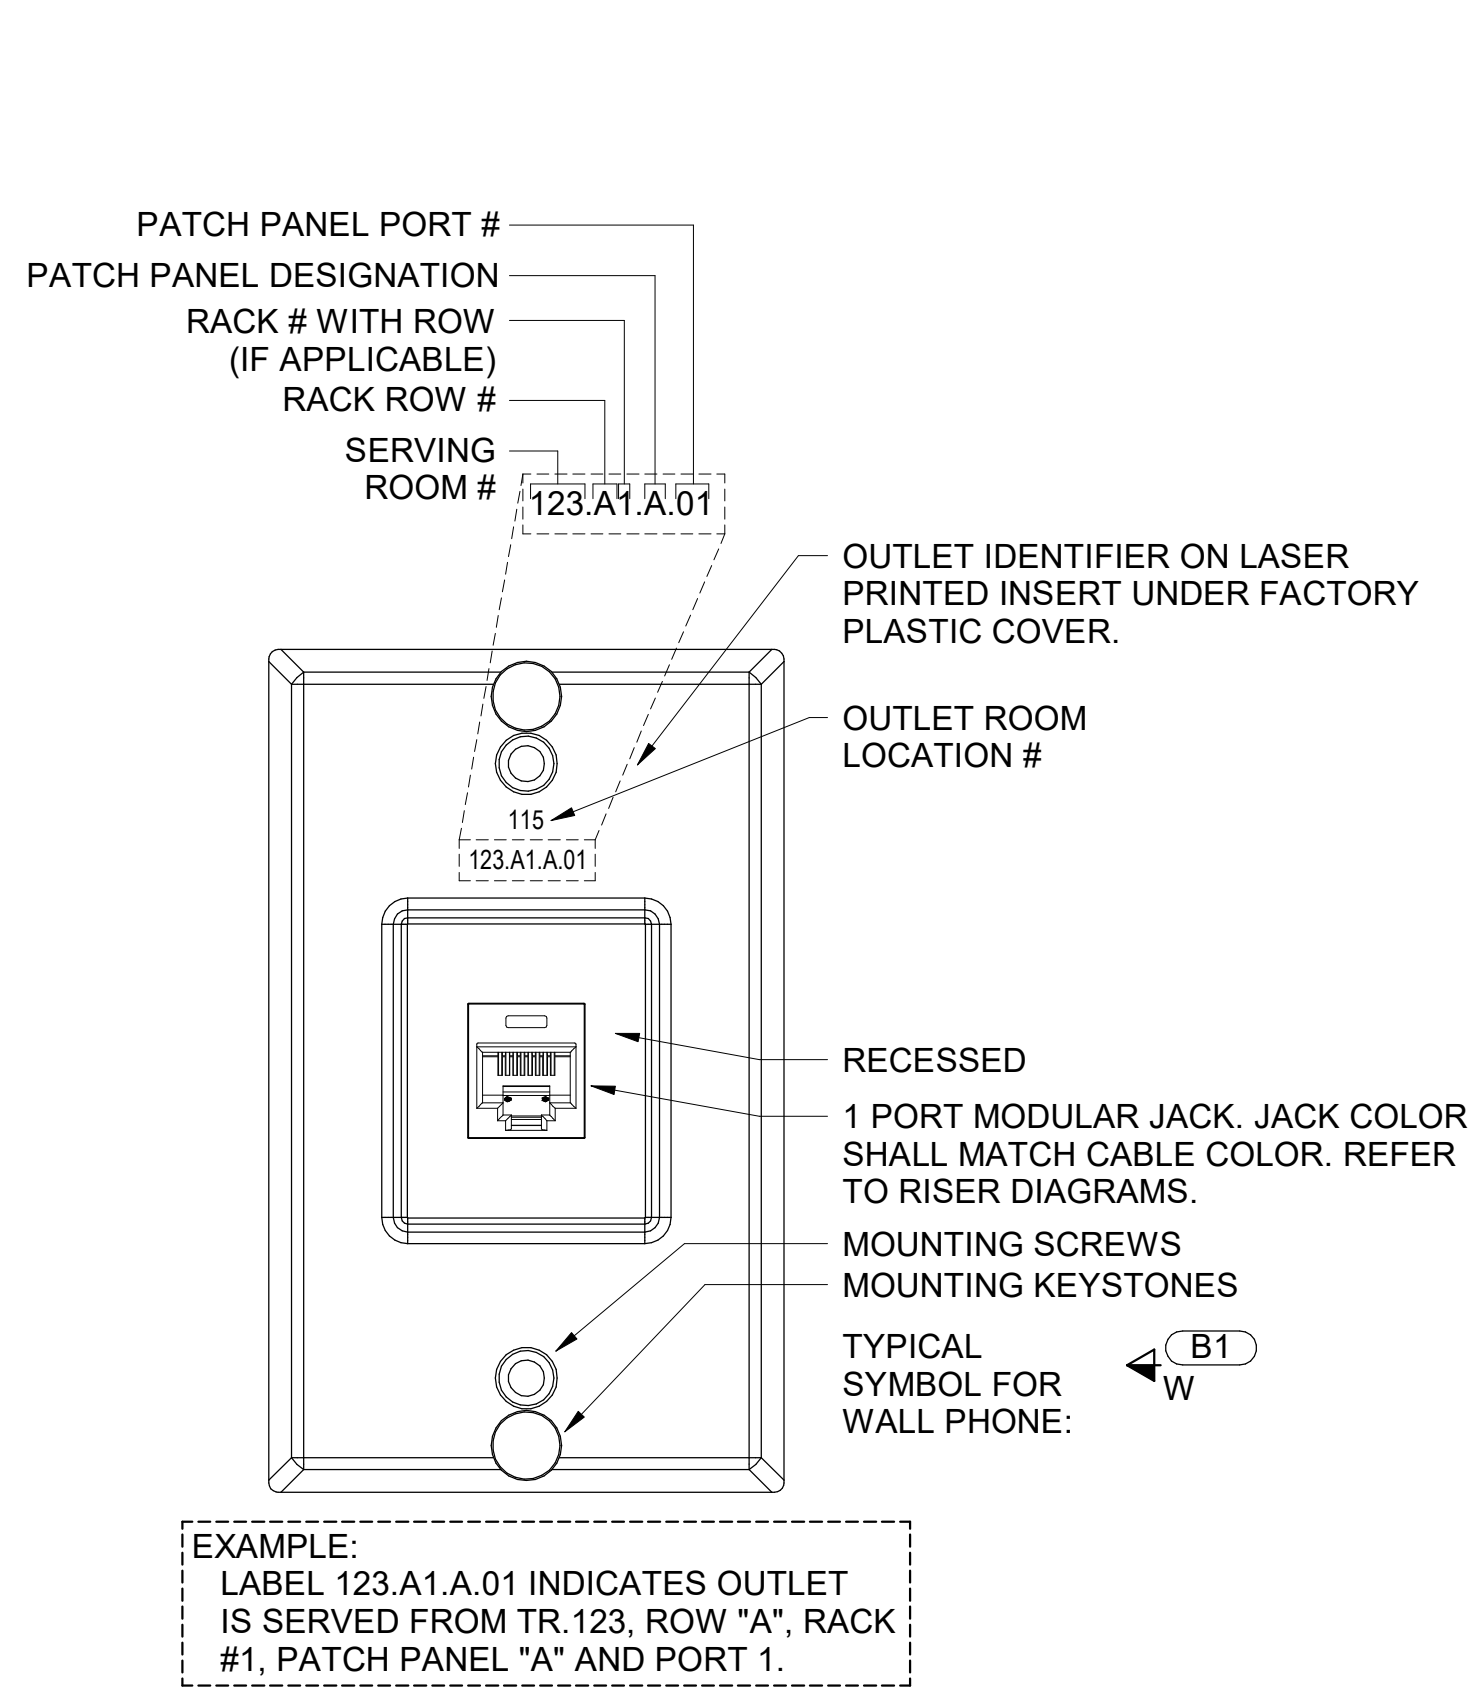 PATCH PANEL PORT #
PATCH PANEL DESIGNATION
RACK # WITH ROW
(IF APPLICABLE)
RACK ROW #
SERVING
ROOM #
123.A1.A.01
OUTLET IDENTIFIER ON LASER
PRINTED INSERT UNDER FACTORY
PLASTIC COVER.
OUTLET ROOM
LOCATION #
115
123.A1.A.01
RECESSED
1 PORT MODULAR JACK. JACK COLOR
SHALL MATCH CABLE COLOR. REFER
TO RISER DIAGRAMS.
MOUNTING SCREWS
MOUNTING KEYSTONES
TYPICAL
SYMBOL FOR
WALL PHONE:
B1
W
EXAMPLE:
LABEL 123.A1.A.01 INDICATES OUTLET
IS SERVED FROM TR.123, ROW "A", RACK
#1, PATCH PANEL "A" AND PORT 1.